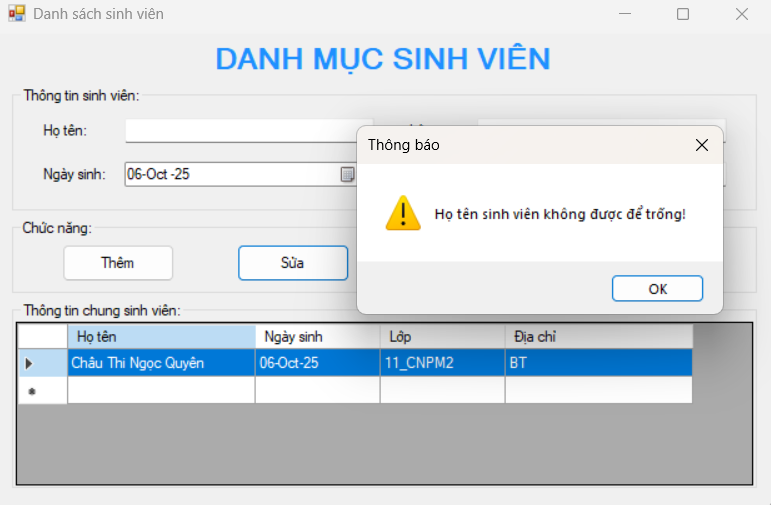 Danh sách sinh viên
DANH MỤC SINH VIÊN
Thông tin sinh viên:
Họ tên:
Ngày sinh: 06-Oct -25
Thông báo
Họ tên sinh viên không được để trống!
OK
Chức năng:
Thêm Sửa
Thông tin chung sinh viên:
Họ tên Ngày sinh Lớp Địa chỉ
Châu Thi Ngọc Quyên 06-Oct-25 11_CNPM2 BT